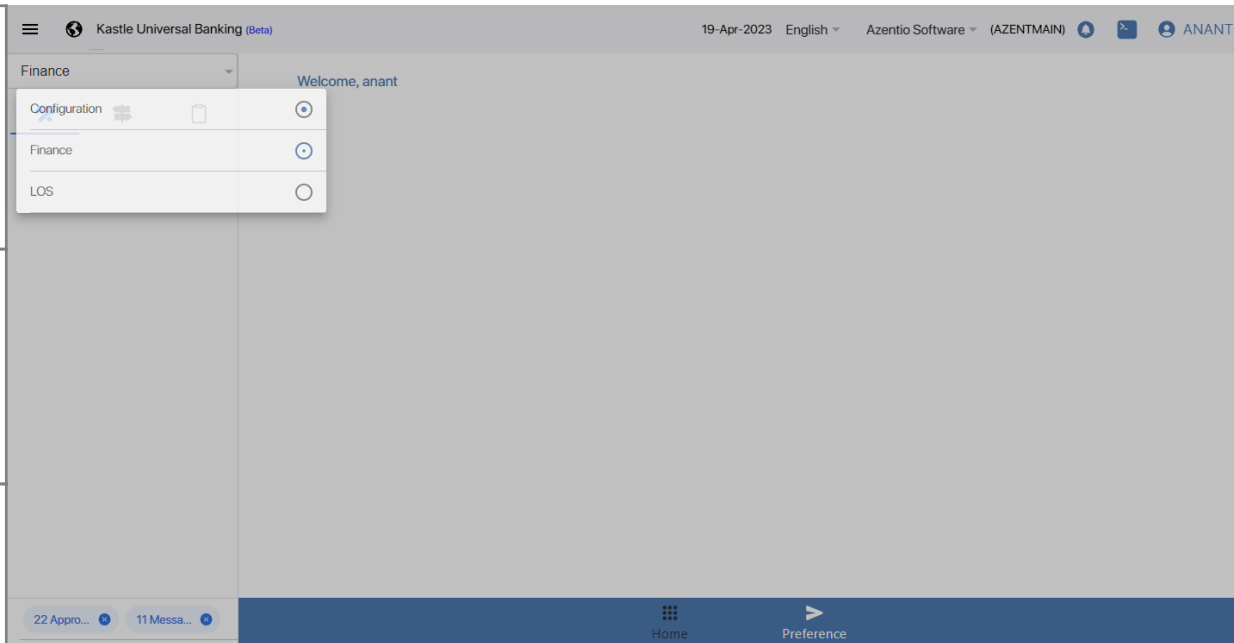 Kastle Universal Banking (Beta) 19-Apr-2023 English Azentio Software (AZENTMAIN) ANANT
Finance
Welcome, anant
Configuration
Finance
LOS
22 Appro... 11 Messa...
Home Preference